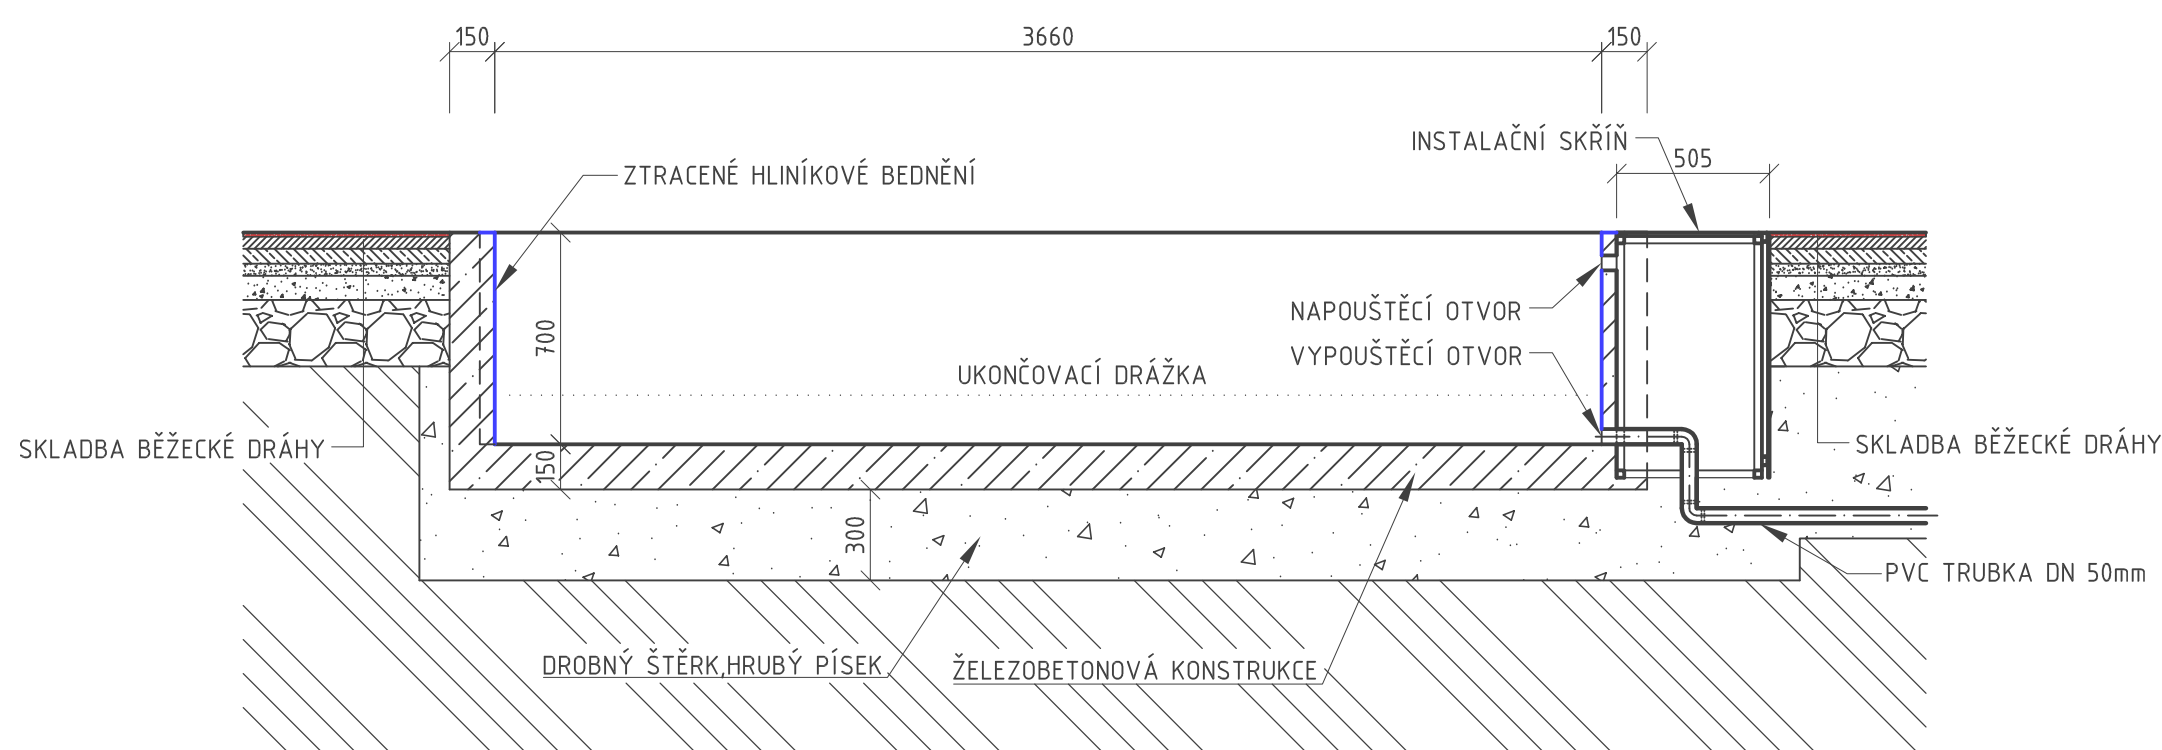 150
3660
150
INSTALAČNÍ SKŘÍŇ
505
ZTRACENÉ HLINÍKOVÉ BEDNĚNÍ
NAPOUŠTĚCÍ OTVOR
700
VYPOUŠTĚCÍ OTVOR
UKONČOVACÍ DRÁŽKA
SKLADBA BĚŽECKÉ DRÁHY
SKLADBA BĚŽECKÉ DRÁHY
150
300
PVC TRUBKA DN 50mm
DROBNÝ ŠTĚRK,HRUBÝ PÍSEK
ŽELEZOBETONOVÁ KONSTRUKCE